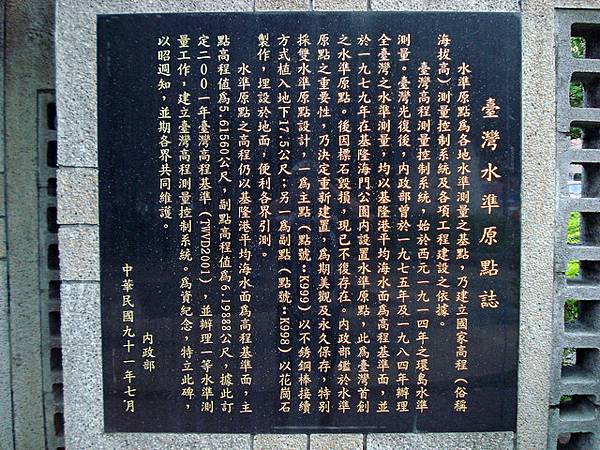 臺灣水準原點誌
水準原點為各地水準測量之基點，乃建立國家高程（俗稱
海拔高）測量控制系統及各項工程建設之依據。
臺灣高程測量控制系統，始於西元一九一四年之環島水準
測量。臺灣光復後，內政部曾於一九七五年及一九八四年辦理
全臺灣之水準測量，均以基隆港平均海水面為高程基準面，並
於一九七九年在基隆海門公園內設置水準原點，此為臺灣首創
之水準原點。後因標石毀損，現已不復存在。內政部鑑於水準
原點之重要性，乃決定重新建置，為期美觀及永久保存，特別
採雙水準原點設計，一為主點（點號：K999）以不銹鋼棒接續
方式植入地下17.5公尺；另一為副點（點號：K998）以花崗石
製作，埋設於地面，便利各界引測。
水準原點之高程仍以基隆港平均海水面為高程基準面，主
點高程值為5.61560公尺，副點高程值為6.19888公尺，據此訂
定二００一年臺灣高程基準（TWVD2001），並辦理一等水準測
量工作，建立臺灣高程測量控制系統。為資紀念，特立此碑，
以昭週知，並期各界共同維護。
內政部
中華民國九十一年七月